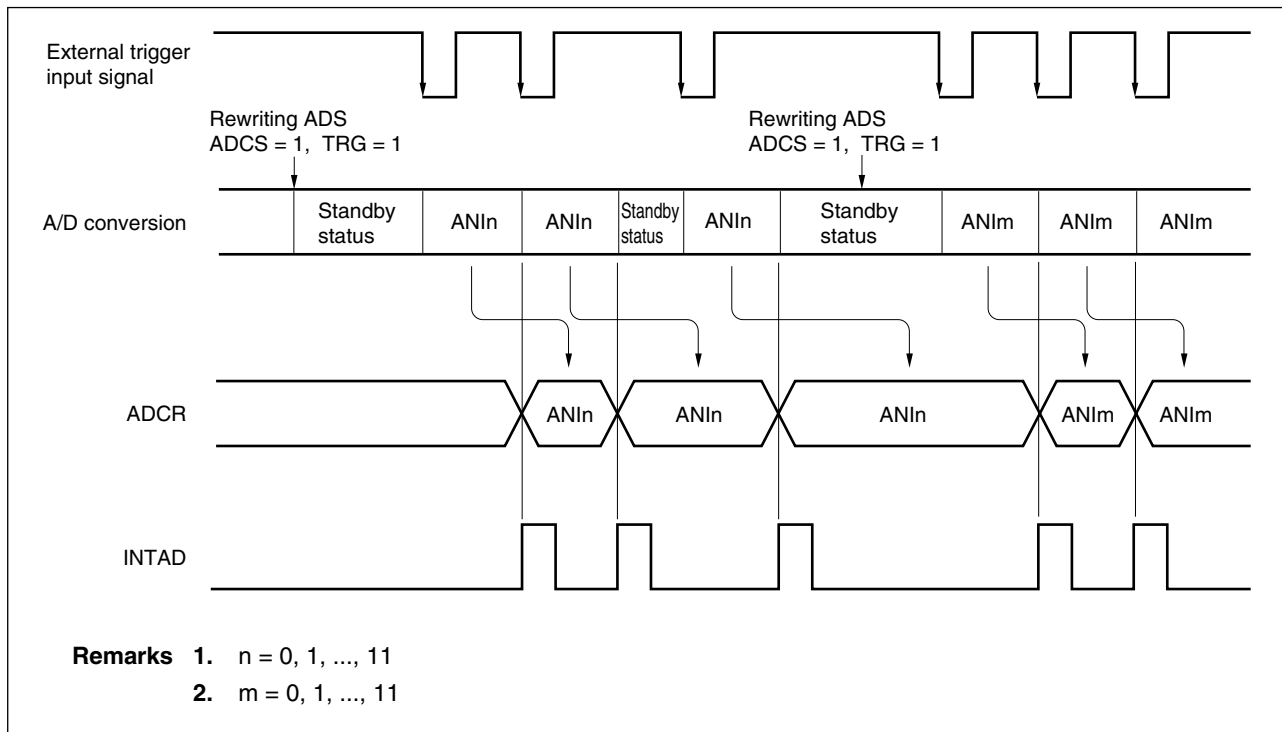 External trigger
input signal
Rewriting ADS
ADCS = 1, TRG = 1
Rewriting ADS
ADCS = 1, TRG = 1
A/D conversion
Standby
status
ANIn
ANIn
Standby
status
ANIn
Standby
status
ANIm
ANIm
ANIm
ADCR
ANIn
ANIn
ANIn
ANIm
ANIm
INTAD
Remarks 1. n = 0, 1, ..., 11
2. m = 0, 1, ..., 11